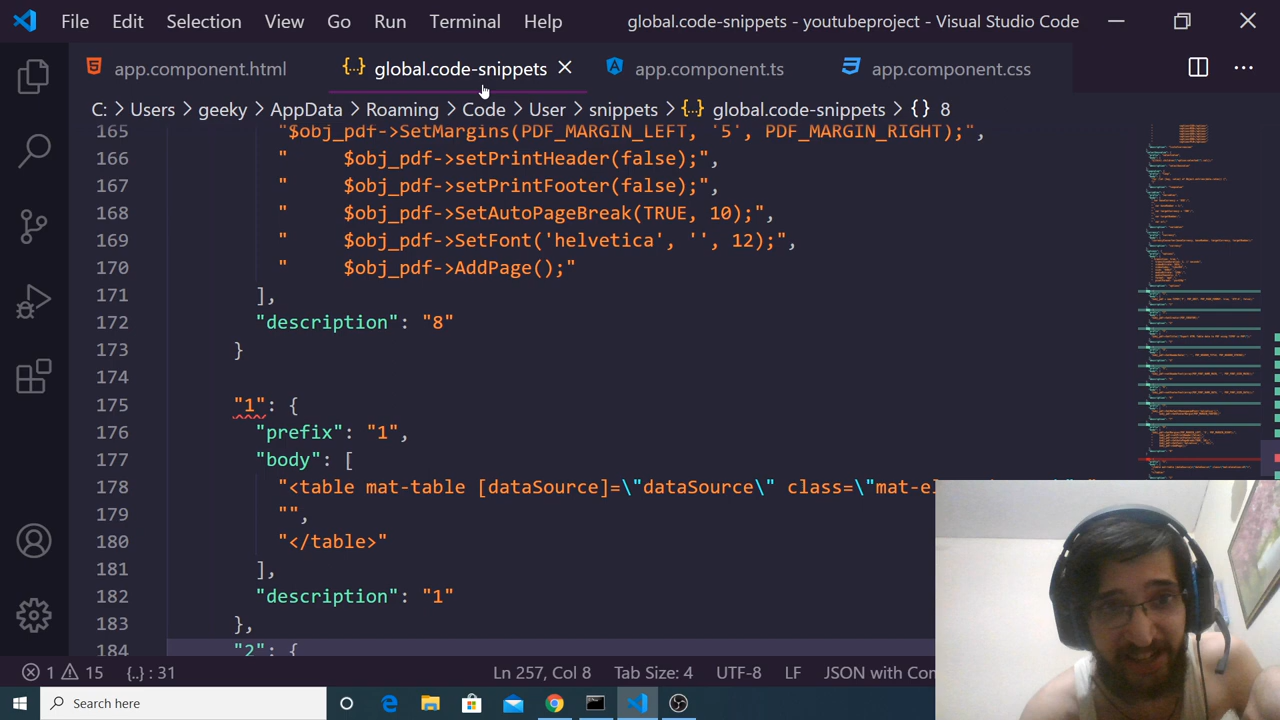 File Edit Selection View Go Run Terminal Help global.code-snippets - youtubeproject - Visual Studio Code
app.component.html global.code-snippets app.component.ts app.component.css
C: > Users > geeky > AppData > Roaming > Code > User > snippets > {··} global.code-snippets > {} 8
165 "$obj_pdf->SetMargins(PDF_MARGIN_LEFT, '5', PDF_MARGIN_RIGHT);",
166 " $obj_pdf->setPrintHeader(false);",
167 " $obj_pdf->setPrintFooter(false);",
168 " $obj_pdf->SetAutoPageBreak(TRUE, 10);",
169 " $obj_pdf->SetFont('helvetica', '', 12);",
170 " $obj_pdf->AddPage();"
171 ],
172 "description": "8"
173 }
174
175 "1": {
176 "prefix": "1",
177 "body": [
178 "<table mat-table [dataSource]=\"dataSource\" class=\"mat-el
179 "",
180 "</table>"
181 ],
182 "description": "1"
183 },
184 "2": {
1 15 {..} : 31 Ln 257, Col 8 Tab Size: 4 UTF-8 LF JSON with Com
Search here